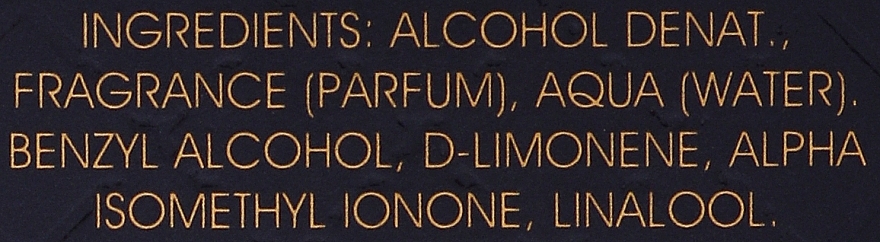 INGREDIENTS: ALCOHOL DENAT.,
FRAGRANCE (PARFUM), AQUA (WATER).
BENZYL ALCOHOL, D-LIMONENE, ALPHA
ISOMETHYL IONONE, LINALOOL.